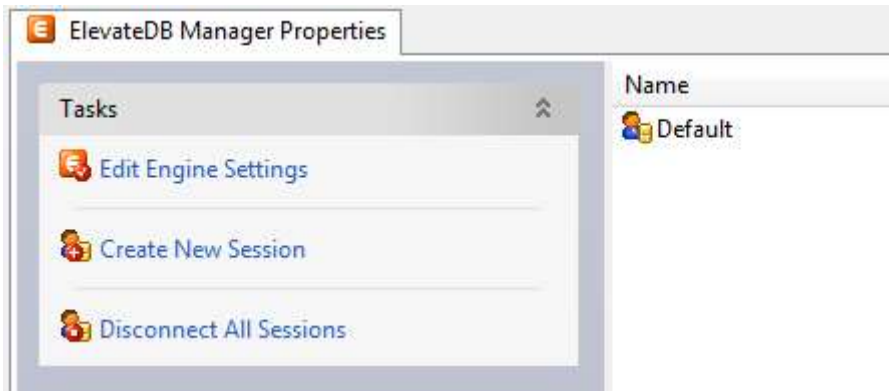 ElevateDB Manager Properties
Tasks
Edit Engine Settings
Create New Session
Disconnect All Sessions
Name
Default